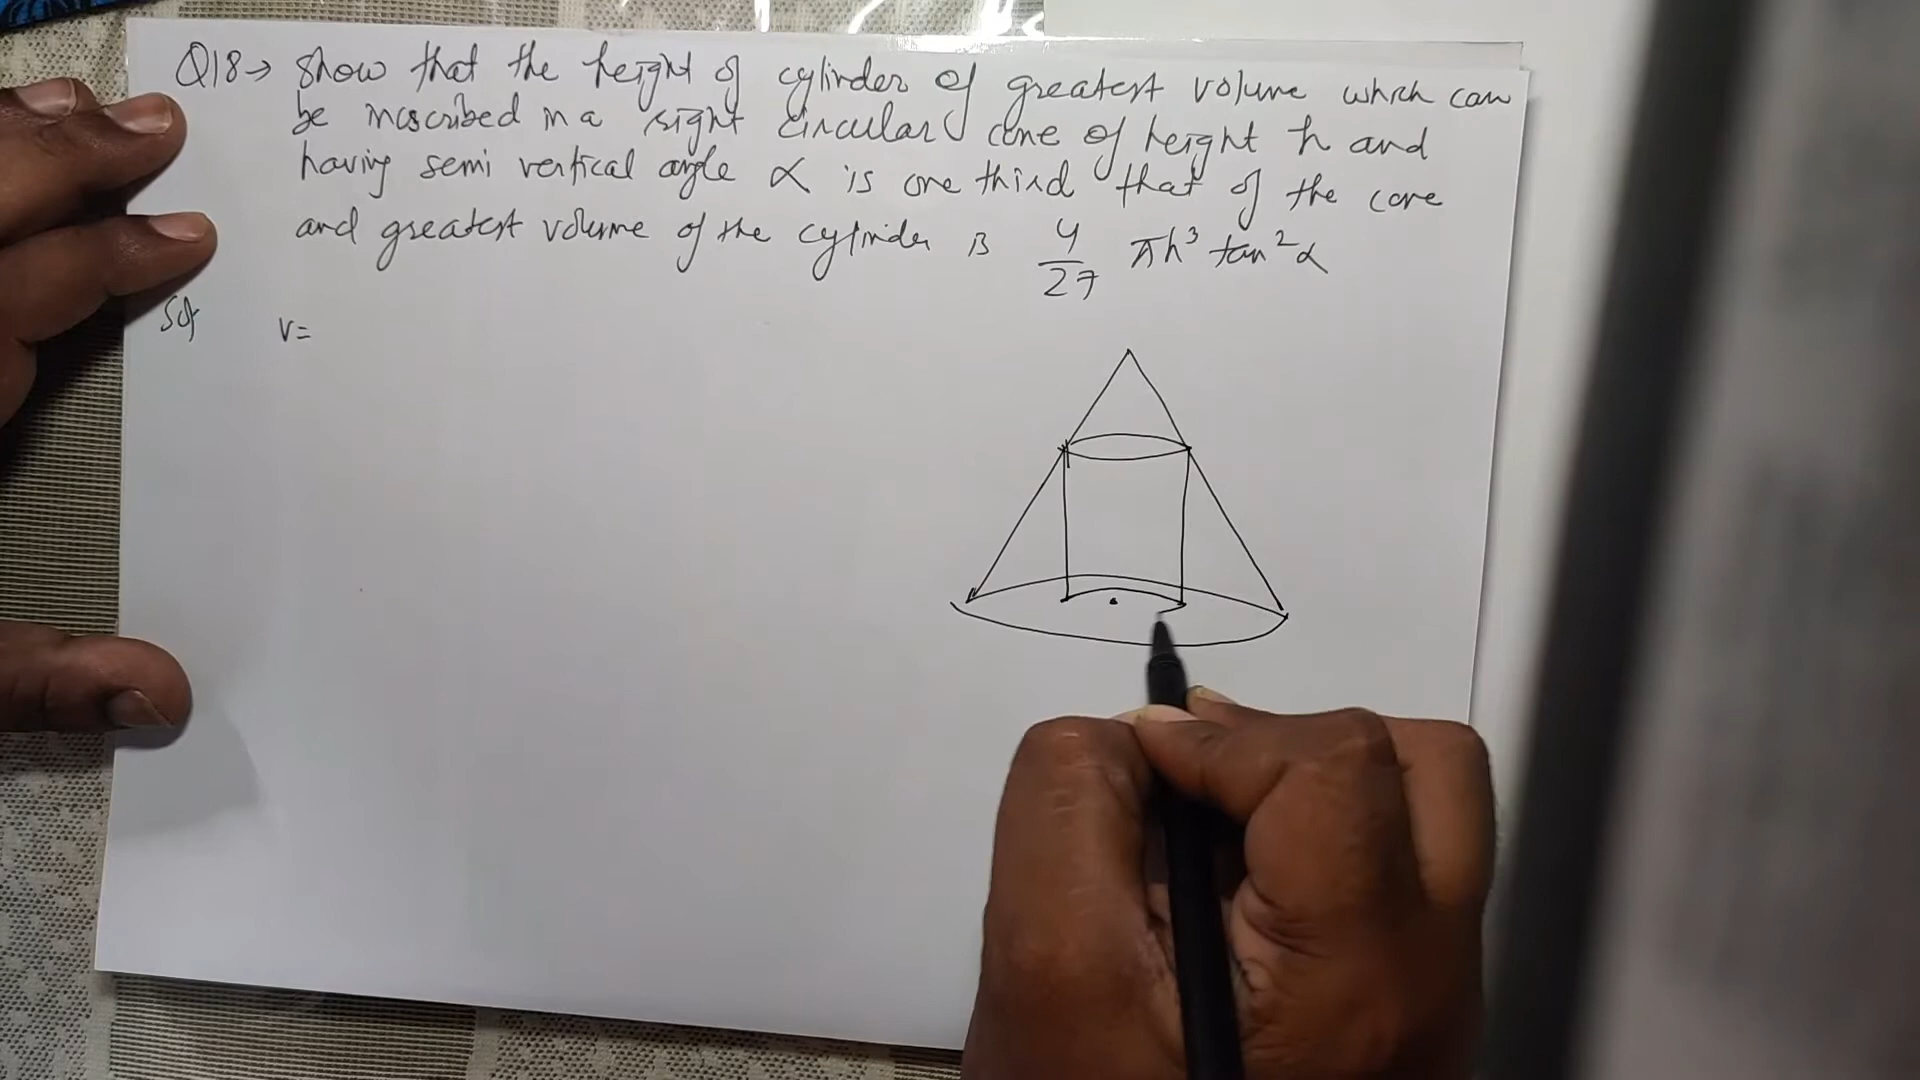 Q18→ Show that the height of cylinder of greatest volume which can
be inscribed in a right circular cone of height h and
having semi vertical angle α is one third that of the cone
and greatest volume of the cylinder is 4/27 πh³ tan²α
Sol
V=